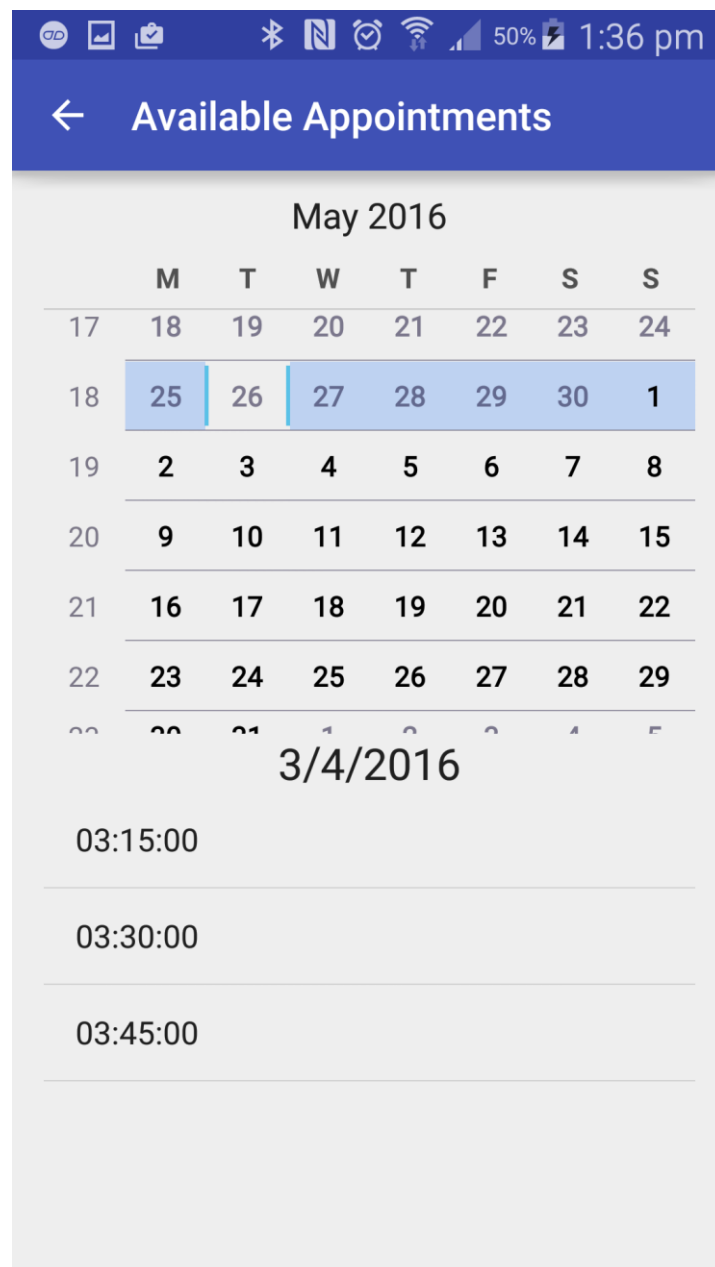 50% 1:36 pm
Available Appointments
May 2016
M T W T F S S
17 18 19 20 21 22 23 24
18 25 26 27 28 29 30 1
19 2 3 4 5 6 7 8
20 9 10 11 12 13 14 15
21 16 17 18 19 20 21 22
22 23 24 25 26 27 28 29
3/4/2016
03:15:00
03:30:00
03:45:00